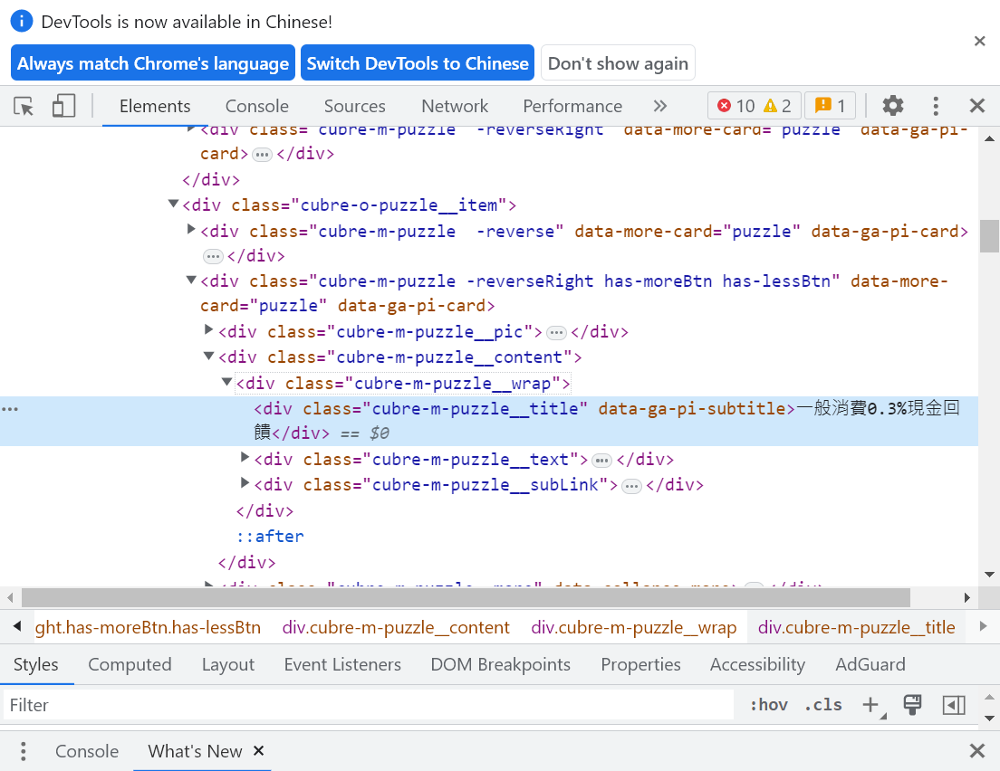 DevTools is now available in Chinese!
Always match Chrome's language Switch DevTools to Chinese Don't show again
Elements Console Sources Network Performance 10 2 1
<div class="cubre-m-puzzle  -reverseRight" data-more-card="puzzle" data-ga-pi-
card>…</div>
</div>
<div class="cubre-o-puzzle__item">
<div class="cubre-m-puzzle  -reverse" data-more-card="puzzle" data-ga-pi-card>
…</div>
<div class="cubre-m-puzzle -reverseRight has-moreBtn has-lessBtn" data-more-
card="puzzle" data-ga-pi-card>
<div class="cubre-m-puzzle__pic">…</div>
<div class="cubre-m-puzzle__content">
<div class="cubre-m-puzzle__wrap">
<div class="cubre-m-puzzle__title" data-ga-pi-subtitle>一般消費0.3%現金回
饋</div> == $0
<div class="cubre-m-puzzle__text">…</div>
<div class="cubre-m-puzzle__subLink">…</div>
</div>
::after
</div>
<div class="cubre-m-puzzle__more" data-collapse-more>…</div>
ght.has-moreBtn.has-lessBtn div.cubre-m-puzzle__content div.cubre-m-puzzle__wrap div.cubre-m-puzzle__title
Styles Computed Layout Event Listeners DOM Breakpoints Properties Accessibility AdGuard
Filter :hov .cls
Console What's New